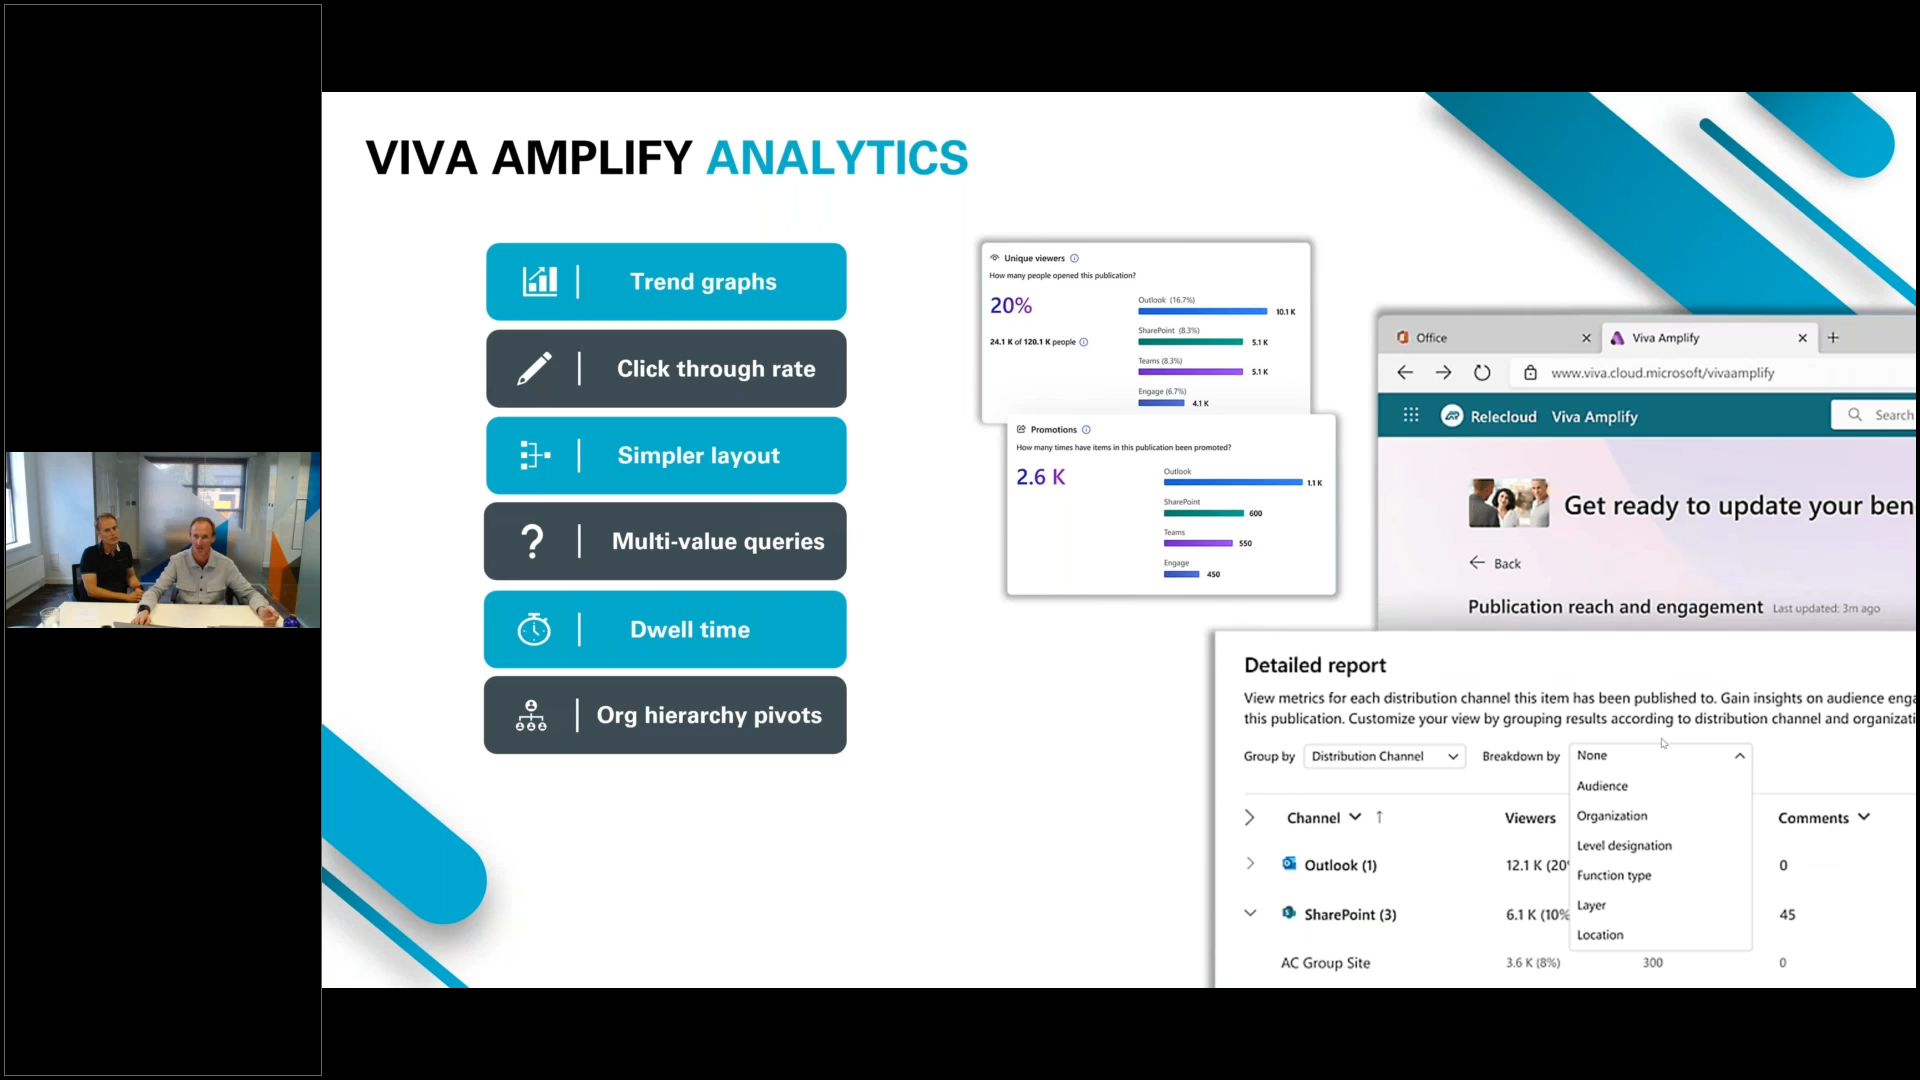 VIVA AMPLIFY ANALYTICS
Trend graphs
Click through rate
Simpler layout
Multi-value queries
Dwell time
Org hierarchy pivots
Unique viewers
How many people opened this publication?
20%
24.1 K of 120.1 K people
Outlook (16.7%)
10.1 K
SharePoint (8.3%)
5.1 K
Teams (8.3%)
5.1 K
Engage (6.7%)
4.1 K
Promotions
How many times have items in this publication been promoted?
2.6 K
Outlook
1.1 K
SharePoint
600
Teams
550
Engage
450
Office
Viva Amplify
www.viva.cloud.microsoft/vivaamplify
Relecloud Viva Amplify
Search
Get ready to update your ben
Back
Publication reach and engagement Last updated: 3m ago
Detailed report
View metrics for each distribution channel this item has been published to. Gain insights on audience enga
this publication. Customize your view by grouping results according to distribution channel and organizati
Group by Distribution Channel Breakdown by None
Audience
Organization
Level designation
Function type
Layer
Location
Channel Viewers Comments
Outlook (1) 12.1 K (20 0
SharePoint (3) 6.1 K (10% 45
AC Group Site 3.6 K (8%) 300 0